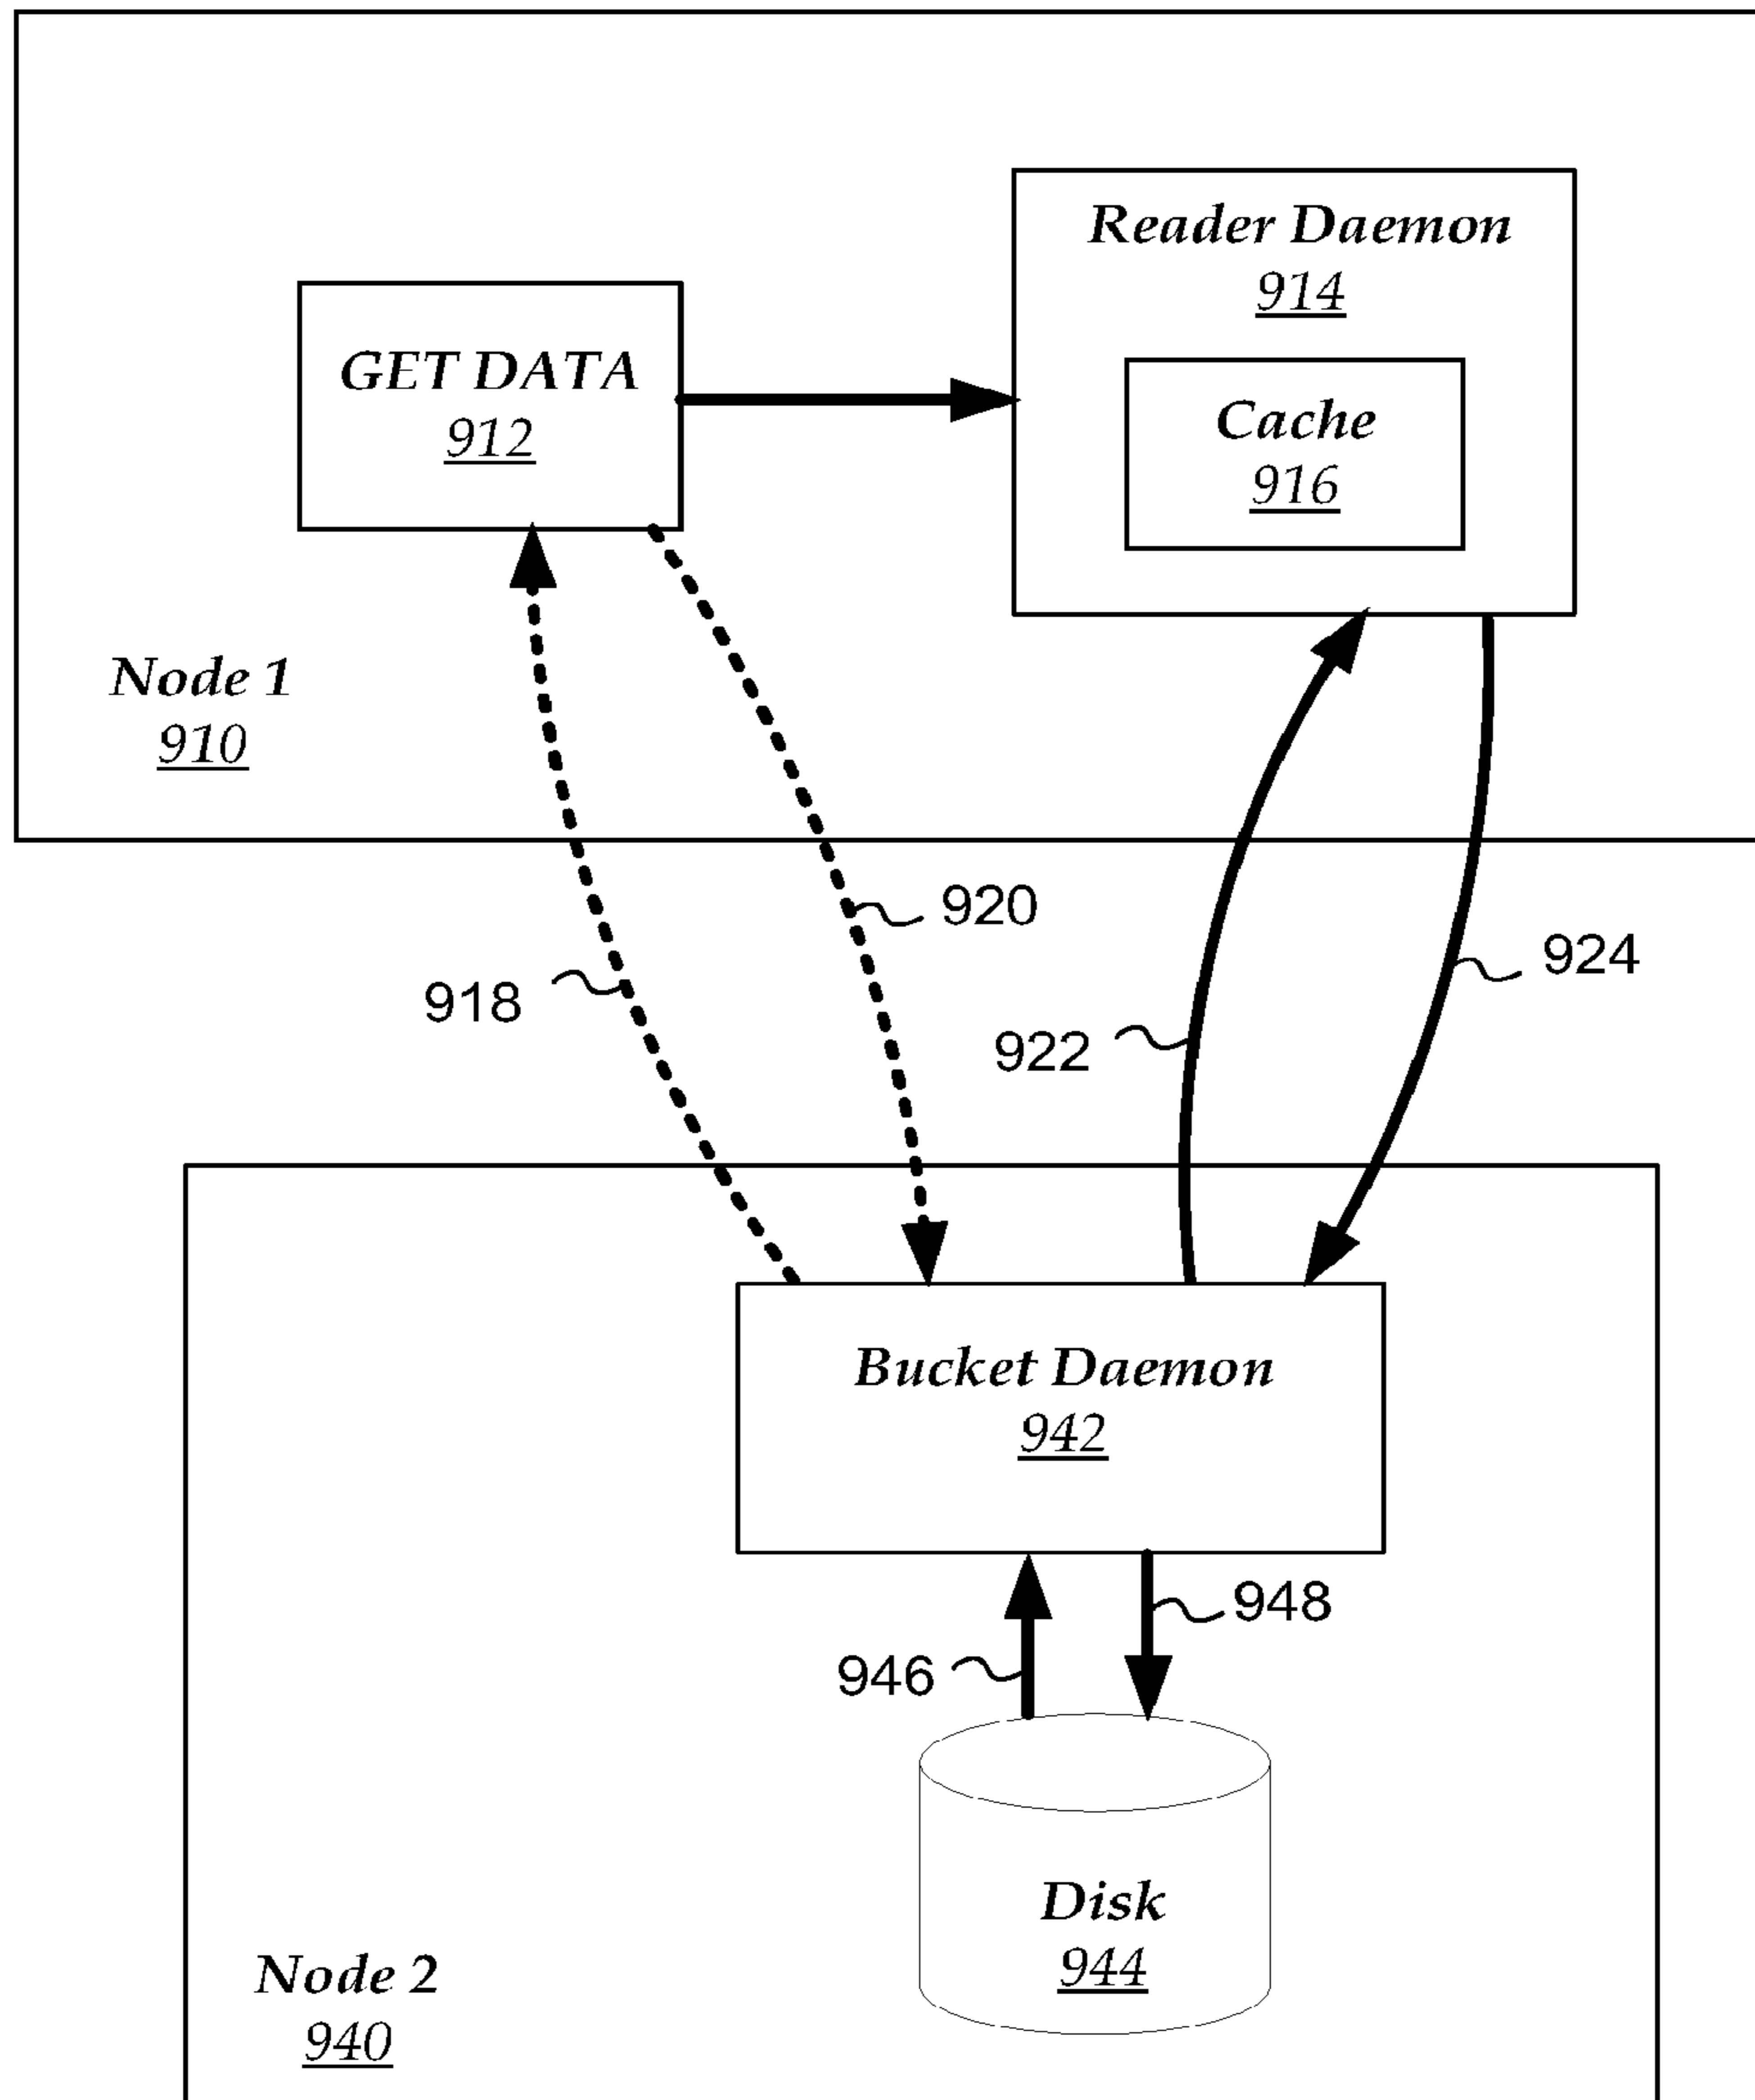 Reader Daemon
914
GET DATA
912
Cache
916
Node 1
910
920
924
918
922
Bucket Daemon
942
948
946
Disk
944
Node 2
940